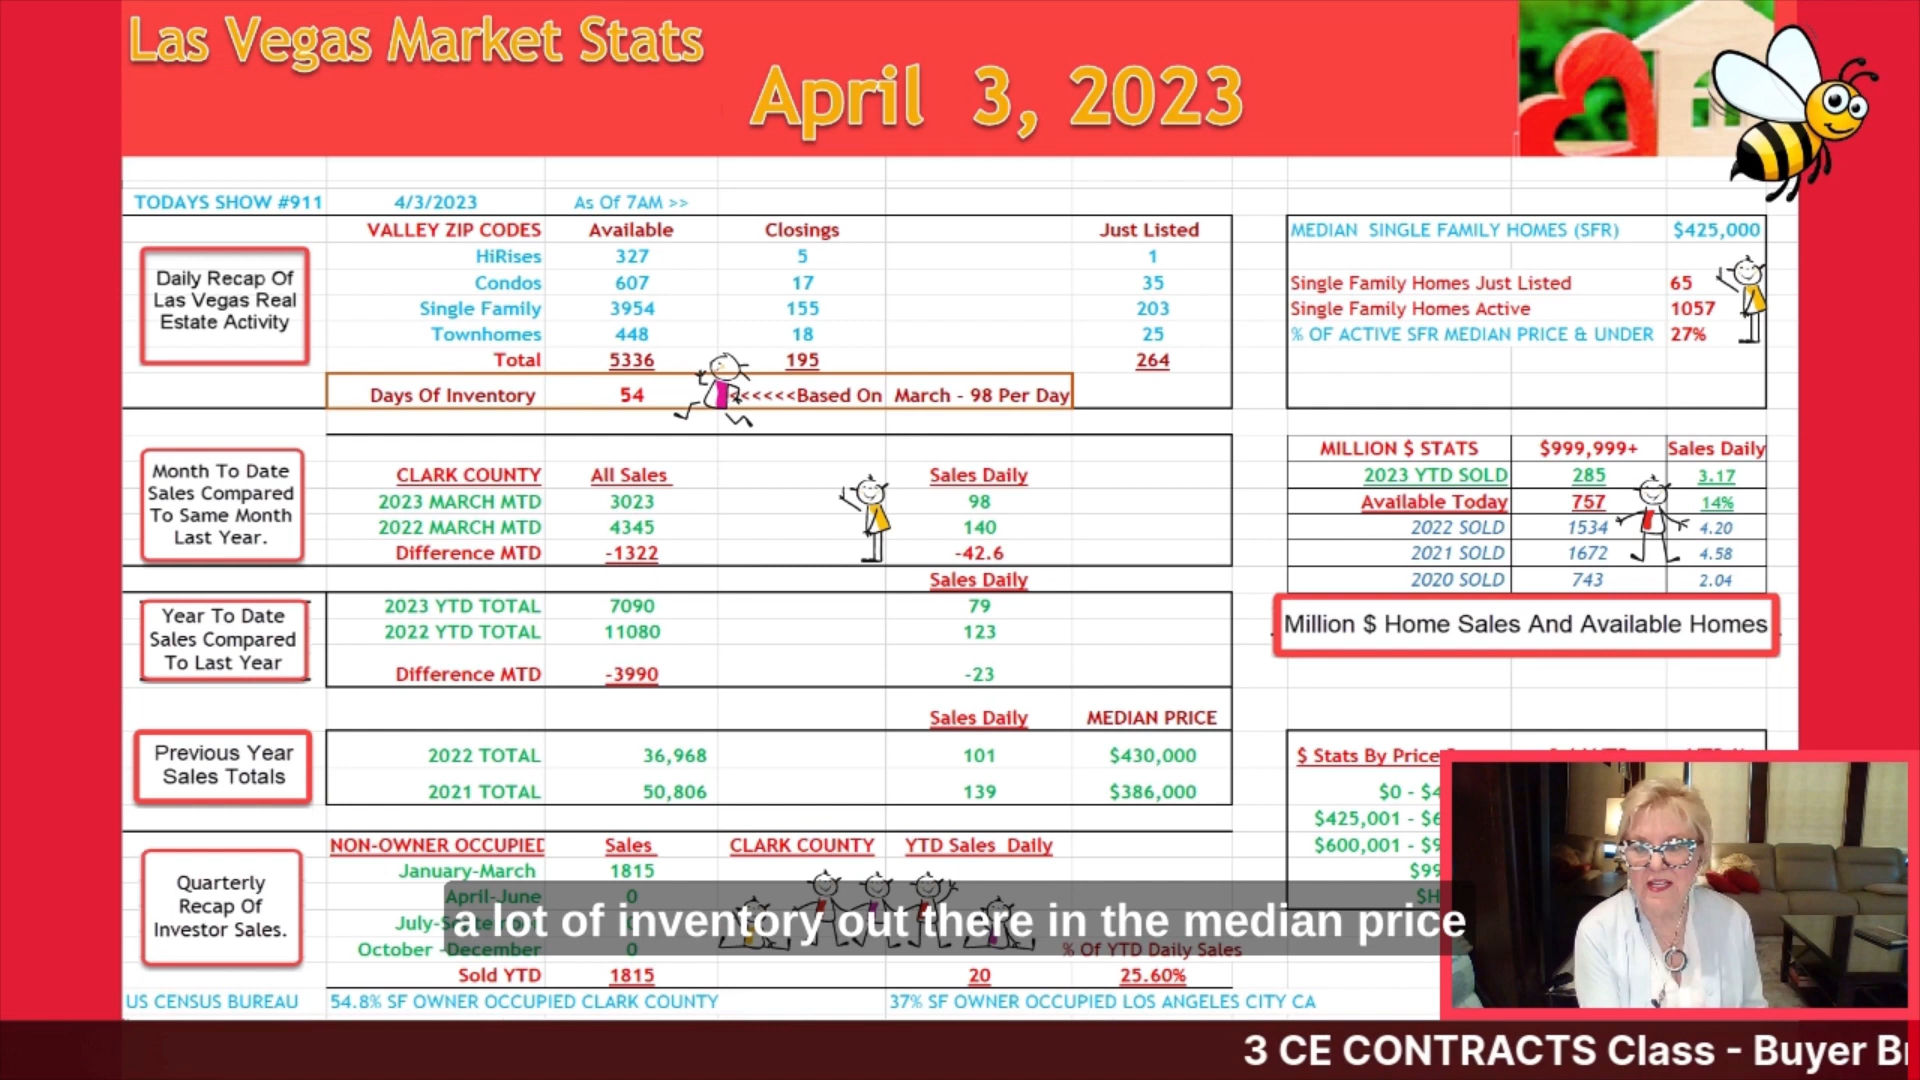 Las Vegas Market Stats
April 3, 2023
TODAYS SHOW #911 4/3/2023 As Of 7AM >>
VALLEY ZIP CODES Available Closings Just Listed
HiRises 327 5 1
Condos 607 17 35
Single Family 3954 155 203
Townhomes 448 18 25
Total 5336 195 264
Days Of Inventory 54 <<<<<Based On March - 98 Per Day
Daily Recap Of
Las Vegas Real
Estate Activity
MEDIAN SINGLE FAMILY HOMES (SFR) $425,000
Single Family Homes Just Listed 65
Single Family Homes Active 1057
% OF ACTIVE SFR MEDIAN PRICE & UNDER 27%
Month To Date
Sales Compared
To Same Month
Last Year.
CLARK COUNTY All Sales Sales Daily
2023 MARCH MTD 3023 98
2022 MARCH MTD 4345 140
Difference MTD -1322 -42.6
Sales Daily
MILLION $ STATS $999,999+ Sales Daily
2023 YTD SOLD 285 3.17
Available Today 757 14%
2022 SOLD 1534 4.20
2021 SOLD 1672 4.58
2020 SOLD 743 2.04
Million $ Home Sales And Available Homes
Year To Date
Sales Compared
To Last Year
2023 YTD TOTAL 7090 79
2022 YTD TOTAL 11080 123
Difference MTD -3990 -23
Sales Daily MEDIAN PRICE
Previous Year
Sales Totals
2022 TOTAL 36,968 101 $430,000
2021 TOTAL 50,806 139 $386,000
$ Stats By Price
$0 - $4
$425,001 - $6
$600,001 - $9
$99
Quarterly
Recap Of
Investor Sales.
NON-OWNER OCCUPIED Sales CLARK COUNTY YTD Sales Daily
January-March 1815
April-June 0
a lot of inventory out there in the median price
October -December 0 % Of YTD Daily Sales
Sold YTD 1815 20 25.60%
US CENSUS BUREAU 54.8% SF OWNER OCCUPIED CLARK COUNTY 37% SF OWNER OCCUPIED LOS ANGELES CITY CA
3 CE CONTRACTS Class - Buyer B